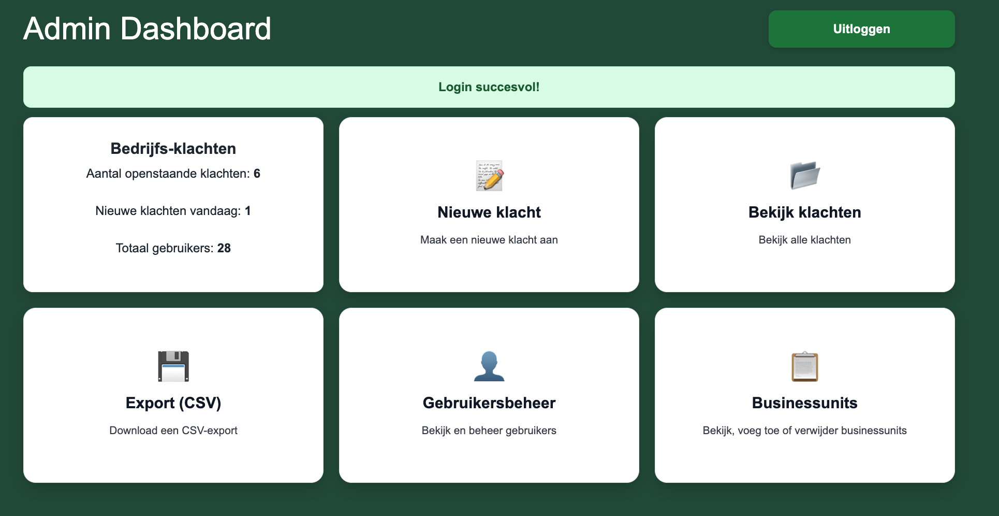 Admin Dashboard
Uitloggen
Login succesvol!
Bedrijfs-klachten
Aantal openstaande klachten: 6
Nieuwe klachten vandaag: 1
Totaal gebruikers: 28
Nieuwe klacht
Maak een nieuwe klacht aan
Bekijk klachten
Bekijk alle klachten
Export (CSV)
Download een CSV-export
Gebruikersbeheer
Bekijk en beheer gebruikers
Businessunits
Bekijk, voeg toe of verwijder businessunits